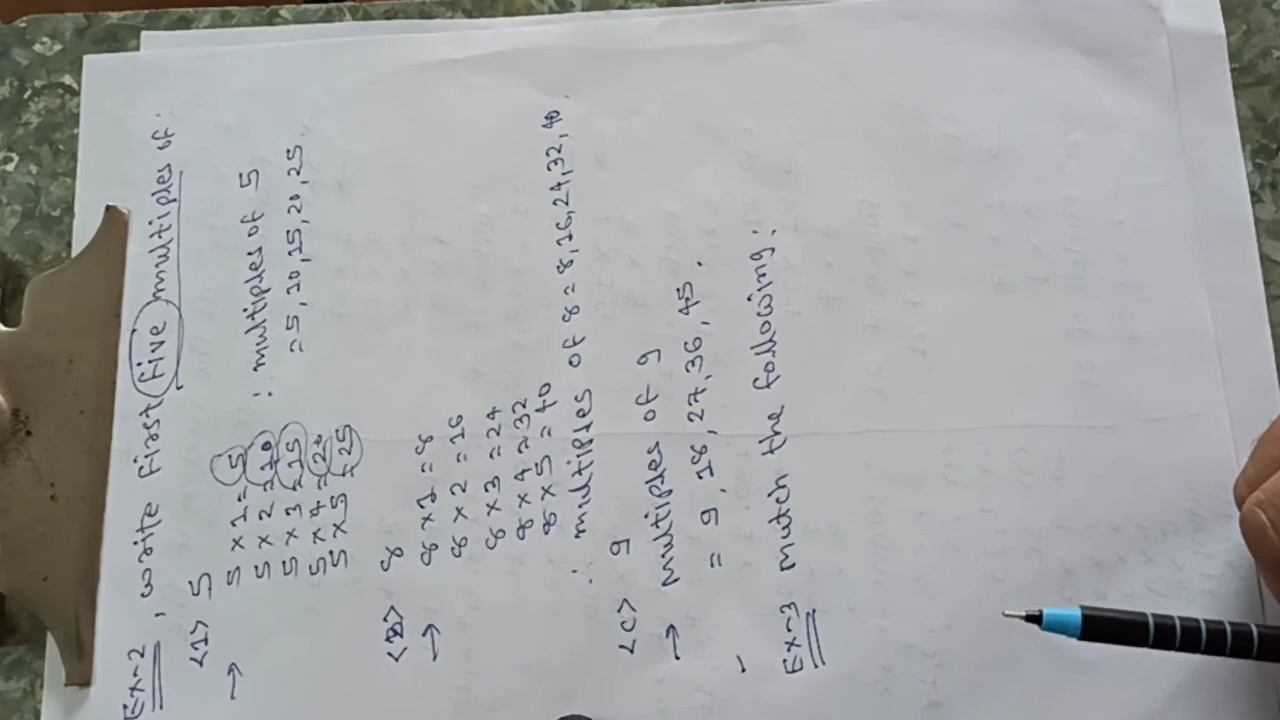 Ex-2, write first five multiples of:
<1> 5
→ 5 × 1 = 5
5 × 2 = 10 ∴ multiples of 5
5 × 3 = 15 = 5, 10, 15, 20, 25.
5 × 4 = 20
5 × 5 = 25
<B> 8
→ 8 × 1 = 8
8 × 2 = 16
8 × 3 = 24
8 × 4 = 32
8 × 5 = 40
∴ multiples of 8 = 8, 16, 24, 32, 40.
<C> 9
→ multiples of 9
= 9, 18, 27, 36, 45.
Ex-3 mutch the following: